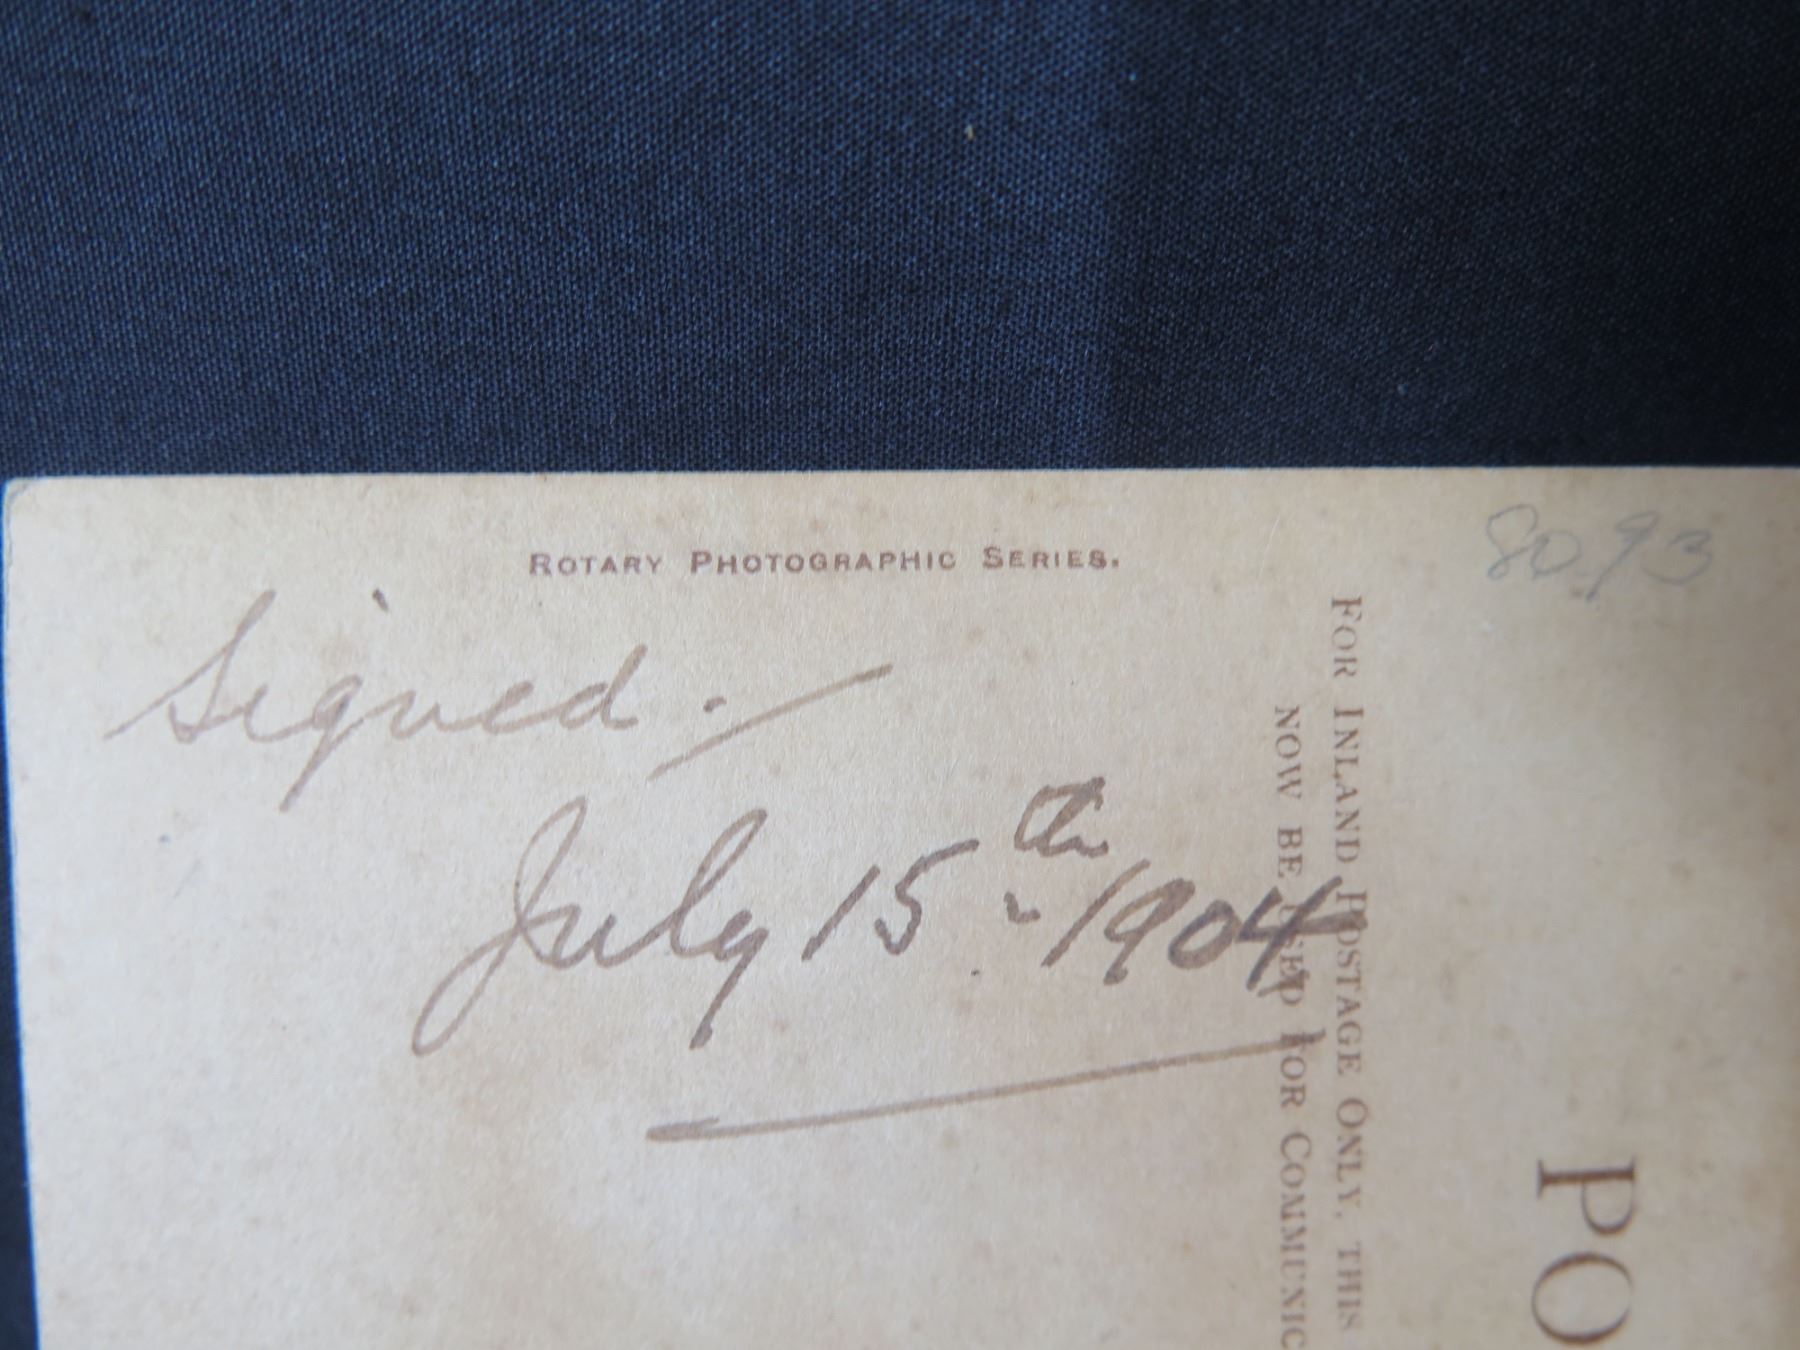 ROTARY PHOTOGRAPHIC SERIES.
80.93
Signed. —
July 15th 1904
FOR INLAND POSTAGE ONLY, THIS
NOW BE USED FOR COMMUNIC
PO